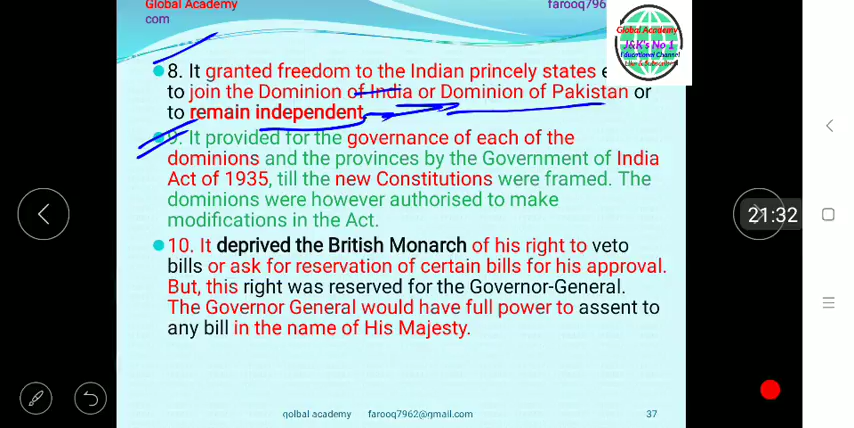 Global Academy
farooq796
com
Global Academy
J&K's No 1
Educational Channel
Like & Subscribe
8. It granted freedom to the Indian princely states e
to join the Dominion of India or Dominion of Pakistan or
to remain independent
9. It provided for the governance of each of the
dominions and the provinces by the Government of India
Act of 1935, till the new Constitutions were framed. The
dominions were however authorised to make
modifications in the Act.
21:32
10. It deprived the British Monarch of his right to veto
bills or ask for reservation of certain bills for his approval.
But, this right was reserved for the Governor-General.
The Governor General would have full power to assent to
any bill in the name of His Majesty.
golbal academy farooq7962@gmail.com 37